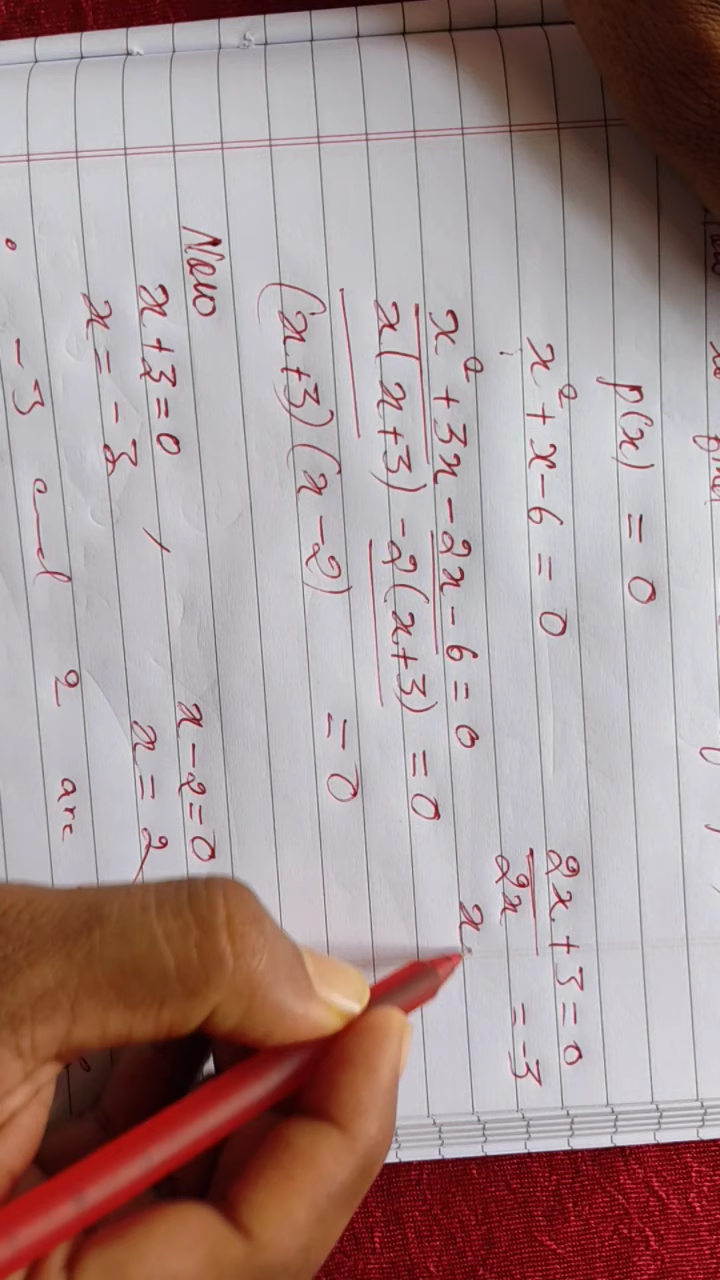 p(x) = 0
x² + x - 6 = 0
x² + 3x - 2x - 6 = 0
x(x+3) - 2(x+3) = 0
(x+3)(x-2) = 0
Now
x+3=0 , x-2=0
x = -3 x = 2
-3 and 2 are
2x+3=0
2x = -3
x